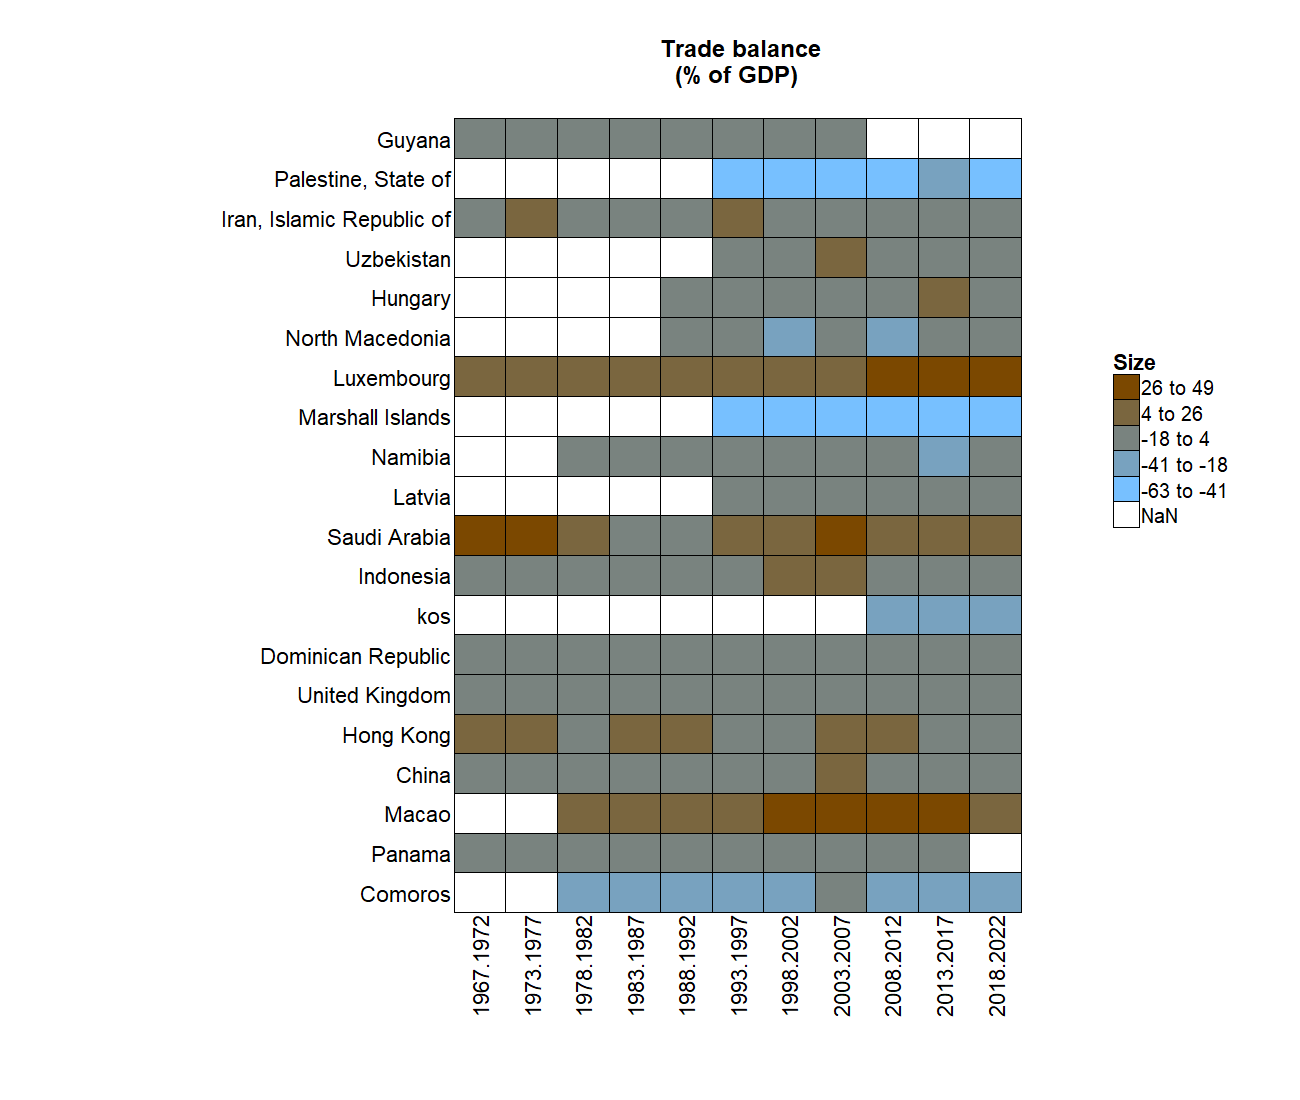 Trade balance
(% of GDP)
Guyana
Palestine, State of
Iran, Islamic Republic of
Uzbekistan
Hungary
North Macedonia
Luxembourg
Marshall Islands
Namibia
Latvia
Saudi Arabia
Indonesia
kos
Dominican Republic
United Kingdom
Hong Kong
China
Macao
Panama
Comoros
1967.1972
1973.1977
1978.1982
1983.1987
1988.1992
1993.1997
1998.2002
2003.2007
2008.2012
2013.2017
2018.2022
Size
26 to 49
4 to 26
-18 to 4
-41 to -18
-63 to -41
NaN